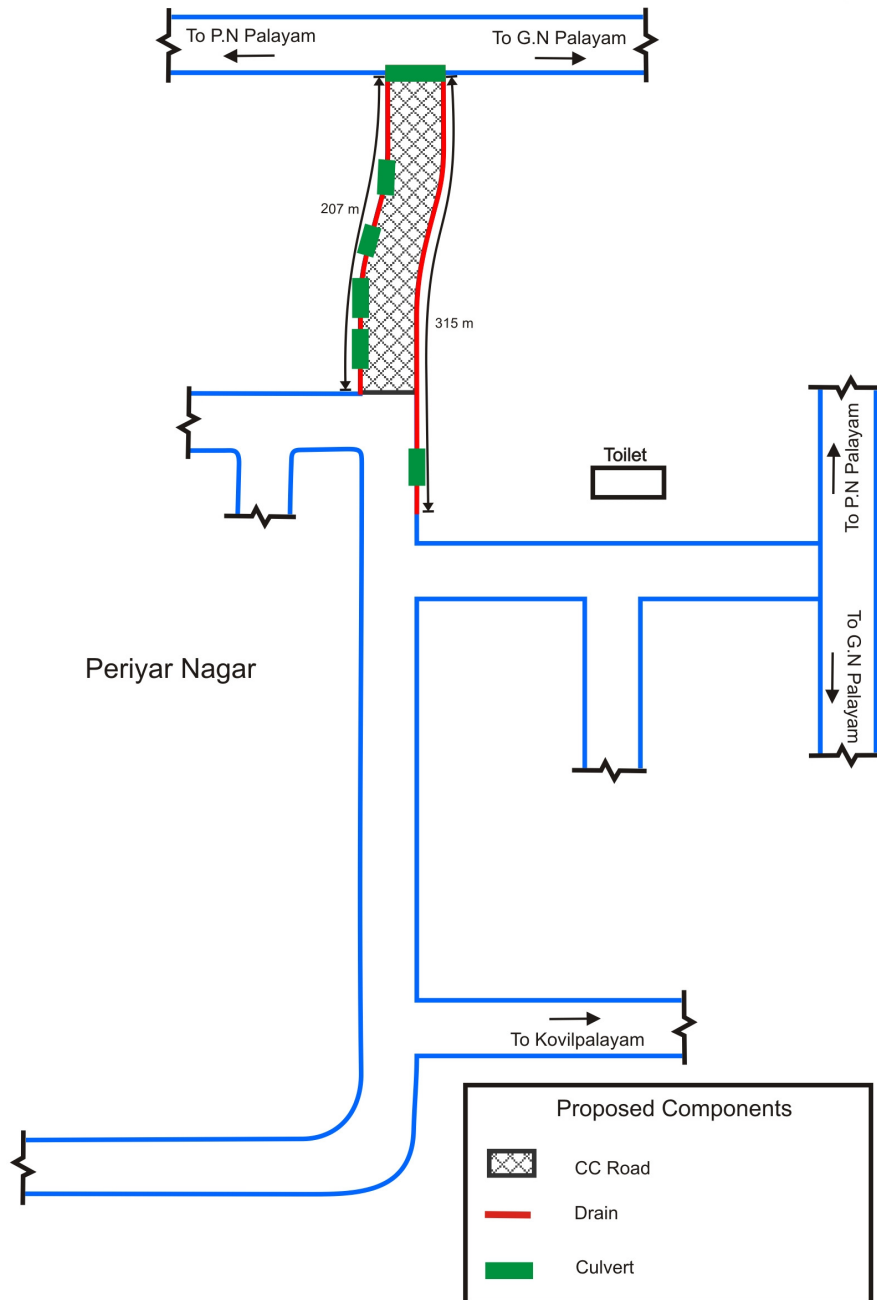 To P.N Palayam
To G.N Palayam
207 m
315 m
Toilet
To P.N Palayam
To G.N Palayam
Periyar Nagar
To Kovilpalayam
Proposed Components
CC Road
Drain
Culvert